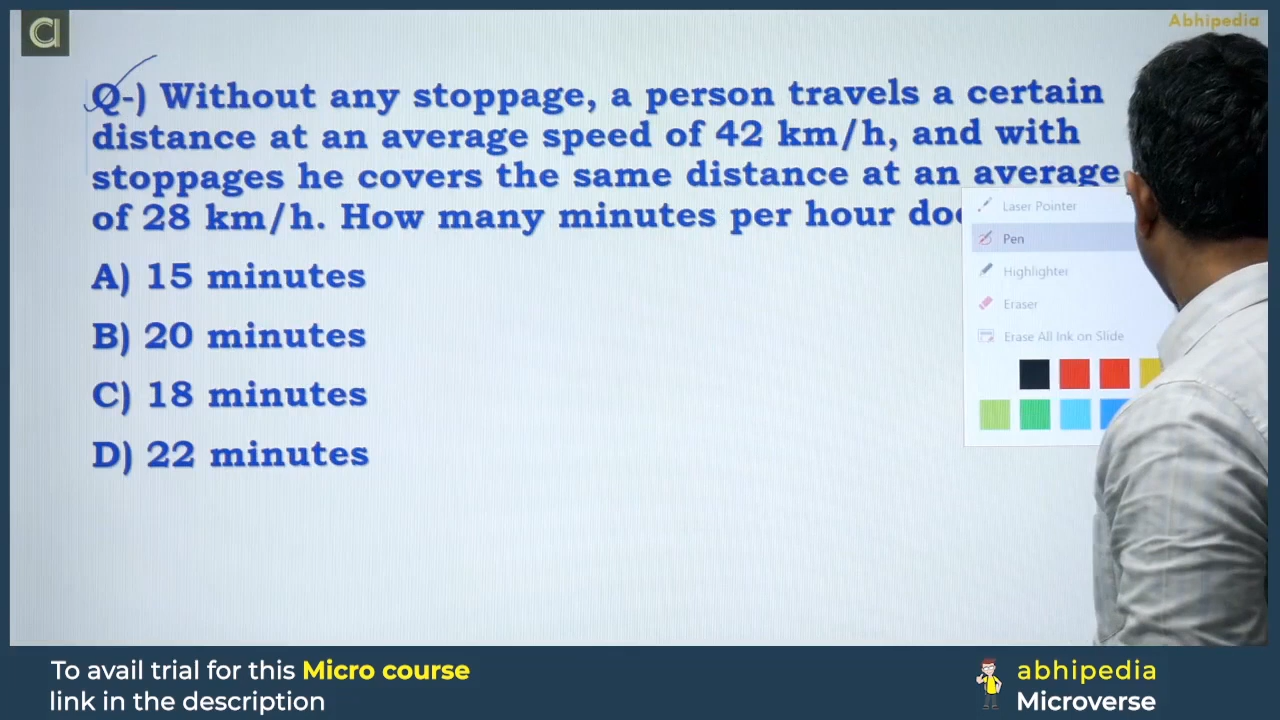 Abhipedia
Q-) Without any stoppage, a person travels a certain
distance at an average speed of 42 km/h, and with
stoppages he covers the same distance at an average
of 28 km/h. How many minutes per hour
A) 15 minutes
B) 20 minutes
C) 18 minutes
D) 22 minutes
Laser Pointer
Pen
Highlighter
Eraser
Erase All Ink on Slide
To avail trial for this Micro course
link in the description
abhipedia
Microverse